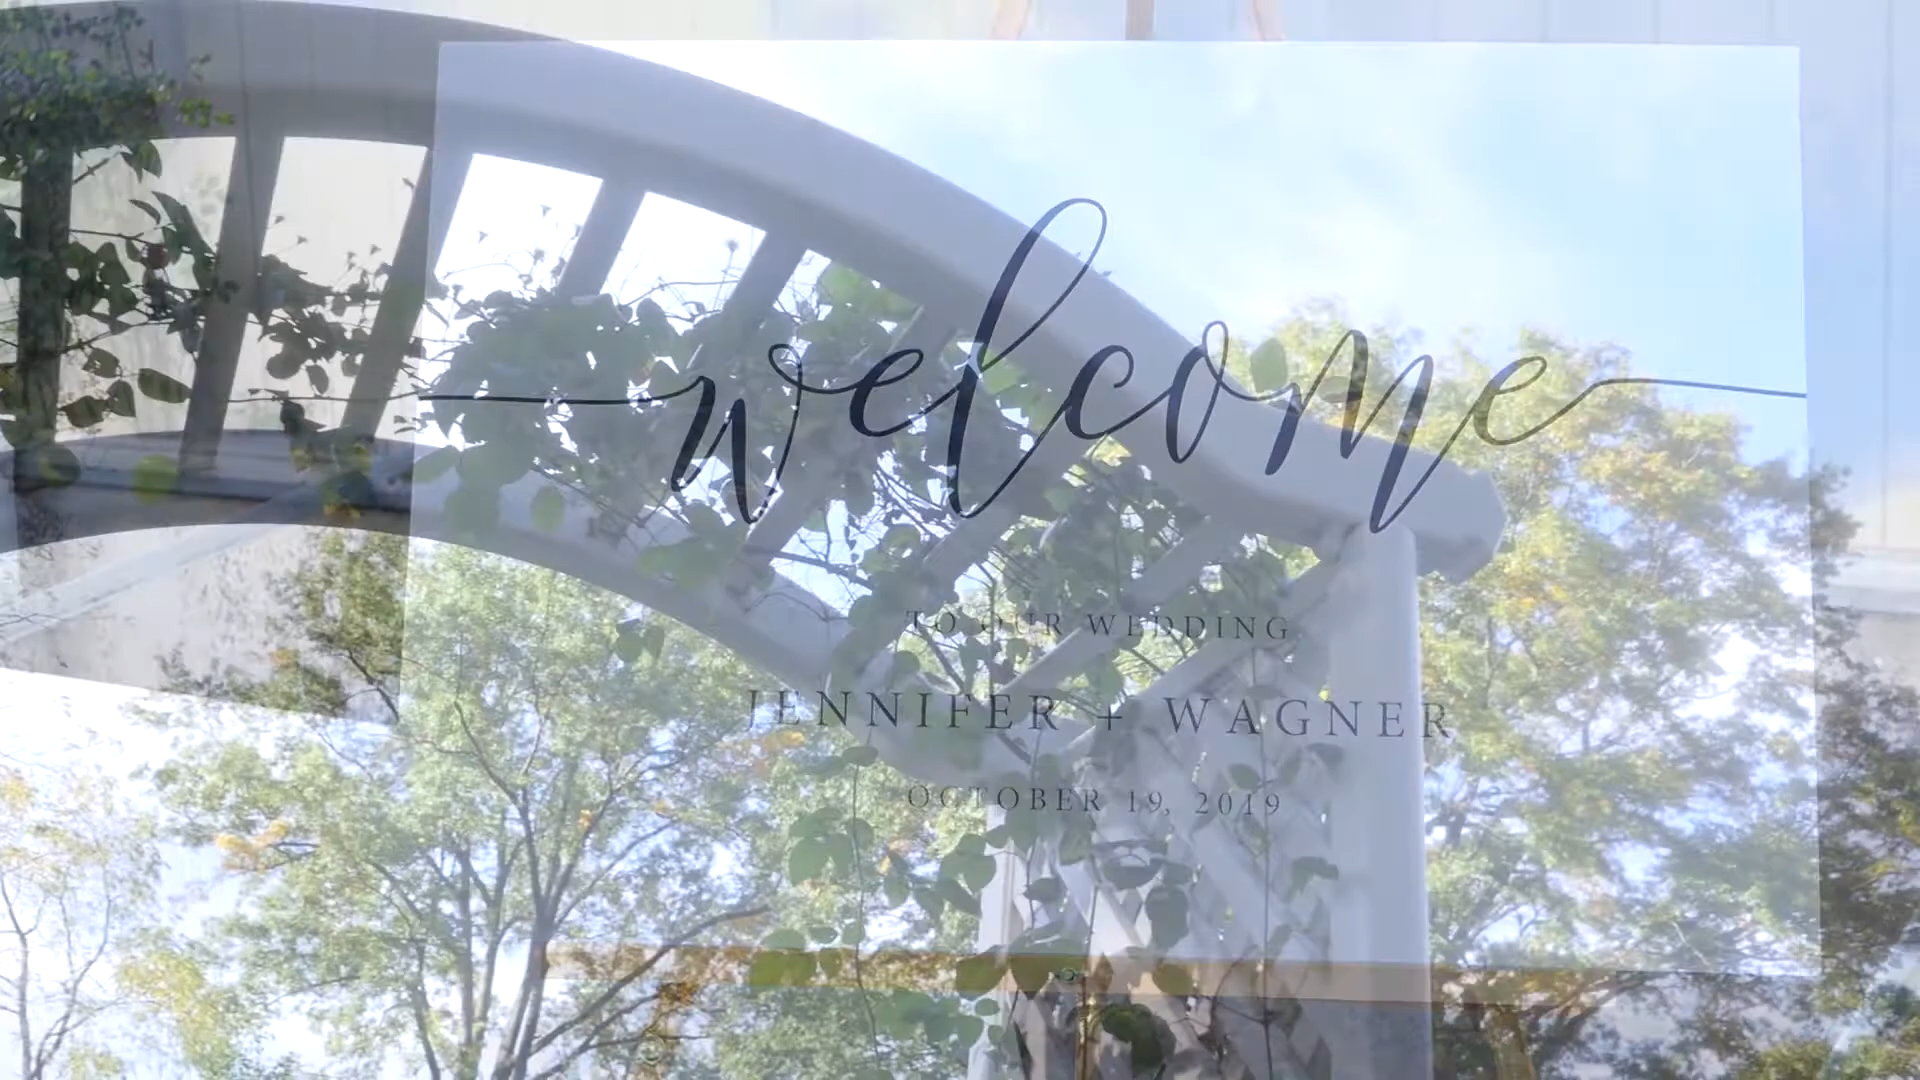 welcome
TO OUR WEDDING
JENNIFER + WAGNER
OCTOBER 19, 2019